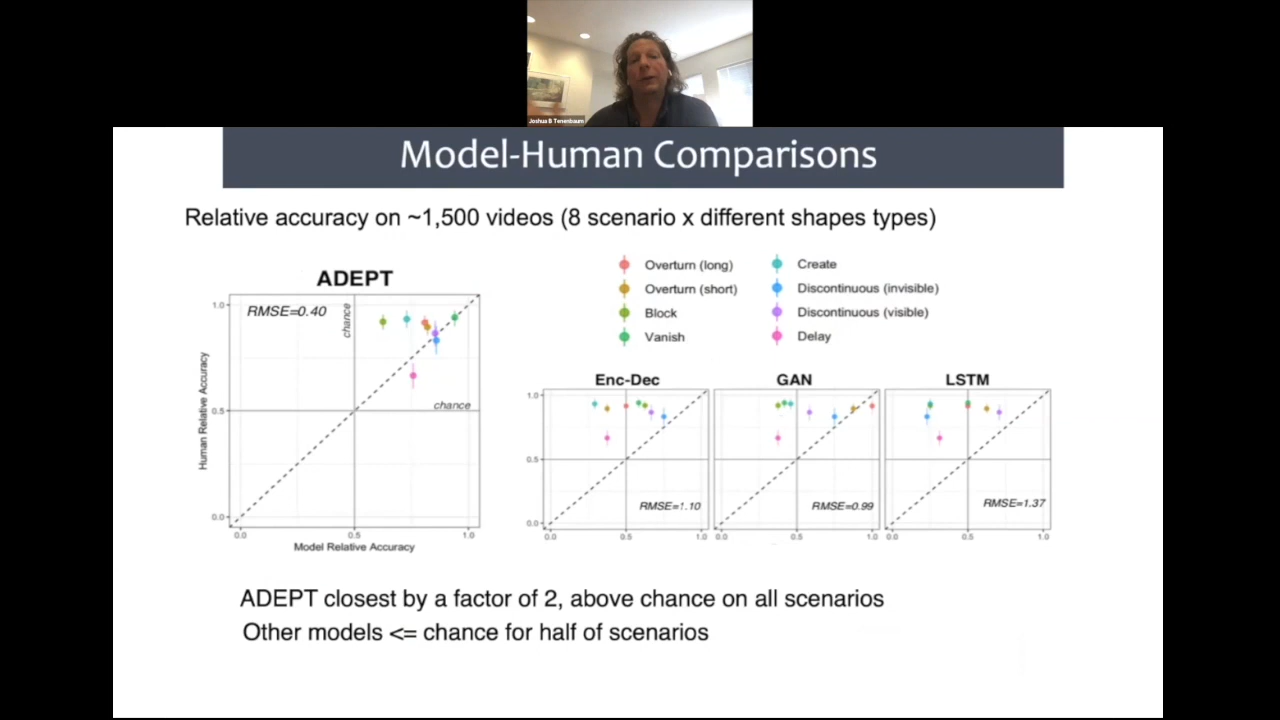 Joshua B Tenenbaum
Model-Human Comparisons
Relative accuracy on ~1,500 videos (8 scenario x different shapes types)
ADEPT
RMSE=0.40
chance
chance
1.0
0.5
0.0
0.0
0.5
1.0
Human Relative Accuracy
Model Relative Accuracy
Overturn (long)
Overturn (short)
Block
Vanish
Create
Discontinuous (invisible)
Discontinuous (visible)
Delay
Enc-Dec
GAN
LSTM
1.0
0.5
0.0
RMSE=1.10
RMSE=0.99
RMSE=1.37
0.0
0.5
1.0
0.0
0.5
1.0
0.0
0.5
1.0
ADEPT closest by a factor of 2, above chance on all scenarios
Other models <= chance for half of scenarios